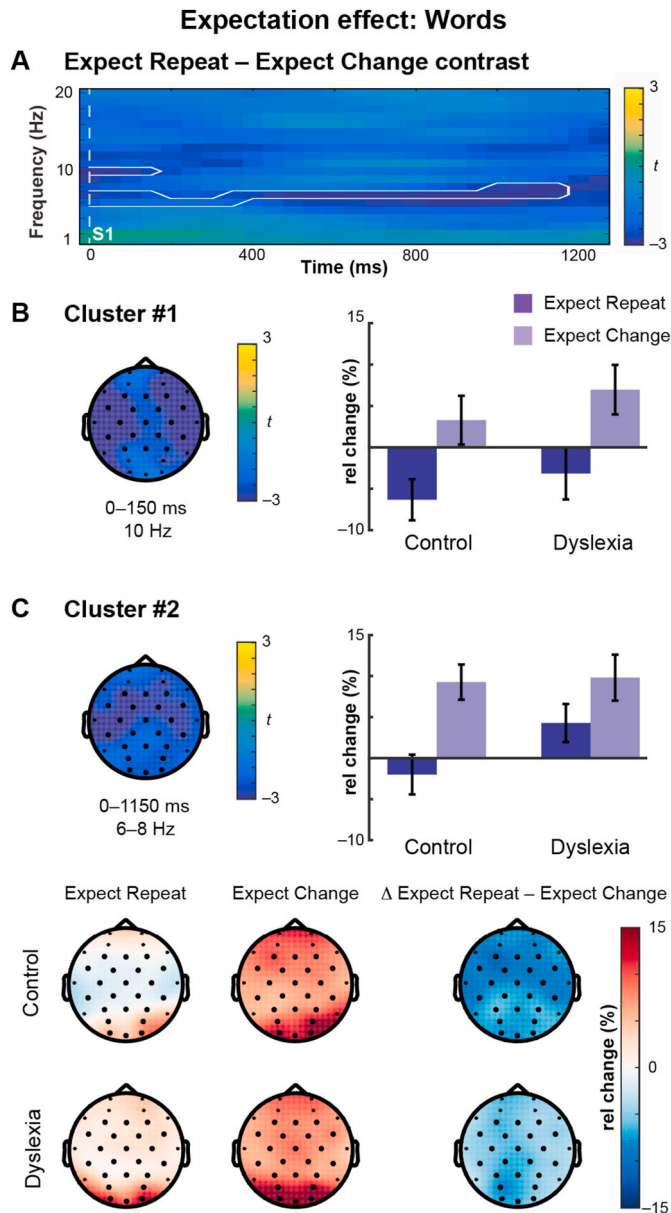 Expectation effect: Words
A Expect Repeat – Expect Change contrast
Frequency (Hz)
20
10
1
S1
0 400 800 1200
Time (ms)
3
t
–3
B Cluster #1
3
t
–3
0–150 ms
10 Hz
Expect Repeat
Expect Change
rel change (%)
15
–10
Control Dyslexia
C Cluster #2
3
t
–3
0–1150 ms
6–8 Hz
rel change (%)
15
–10
Control Dyslexia
Expect Repeat Expect Change Δ Expect Repeat – Expect Change
Control
Dyslexia
rel change (%)
15
0
–15